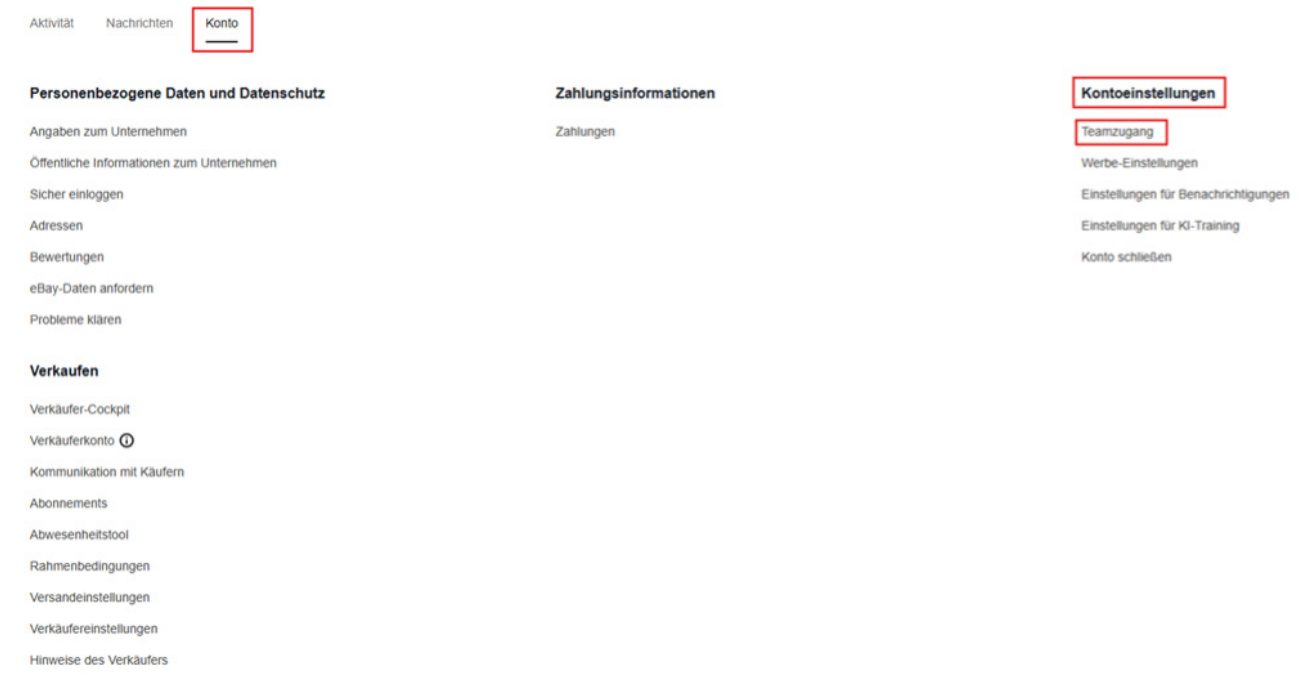 Aktivität Nachrichten Konto
Personenbezogene Daten und Datenschutz
Angaben zum Unternehmen
Öffentliche Informationen zum Unternehmen
Sicher einloggen
Adressen
Bewertungen
eBay-Daten anfordern
Probleme klären
Verkaufen
Verkäufer-Cockpit
Verkäuferkonto
Kommunikation mit Käufern
Abonnements
Abwesenheitstool
Rahmenbedingungen
Versandeinstellungen
Verkäufereinstellungen
Hinweise des Verkäufers
Zahlungsinformationen
Zahlungen
Kontoeinstellungen
Teamzugang
Werbe-Einstellungen
Einstellungen für Benachrichtigungen
Einstellungen für KI-Training
Konto schließen